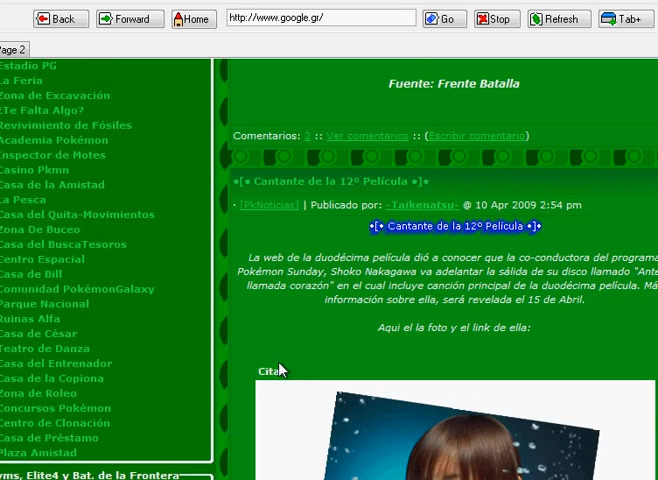 Back Forward Home http://www.google.gr/ Go Stop Refresh Tab+
Page 2
Estadio PG
La Feria
Zona de Excavación
¿Te Falta Algo?
Revivimiento de Fósiles
Academia Pokémon
Inspector de Motes
Casino Pkmn
Casa de la Amistad
La Pesca
Casa del Quita-Movimientos
Zona De Buceo
Casa del BuscaTesoros
Centro Espacial
Casa de Bill
Comunidad PokémonGalaxy
Parque Nacional
Ruinas Alfa
Casa de César
Teatro de Danza
Casa del Entrenador
Casa de la Copiona
Zona de Roleo
Concursos Pokémon
Centro de Clonación
Casa de Préstamo
Plaza Amistad
yms, Elite4 y Bat. de la Frontera
Fuente: Frente Batalla
Comentarios: 2 :: Ver comentarios :: (Escribir comentario)
•[• Cantante de la 12º Película •]•
· [PkNoticias] | Publicado por: -Taikenatsu- @ 10 Apr 2009 2:54 pm
•[• Cantante de la 12º Película •]•
La web de la duodécima película dió a conocer que la co-conductora del programa
Pokémon Sunday, Shoko Nakagawa va adelantar la sálida de su disco llamado "Ante
llamada corazón" en el cual incluye canción principal de la duodécima película. Má
información sobre ella, será revelada el 15 de Abril.
Aqui el la foto y el link de ella:
Cita